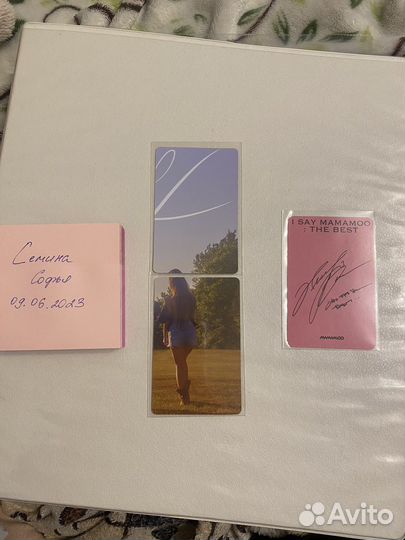 Семина
Софья
09.06.2023
I SAY MAMAMOO
: THE BEST
MAMAMOO
Avito